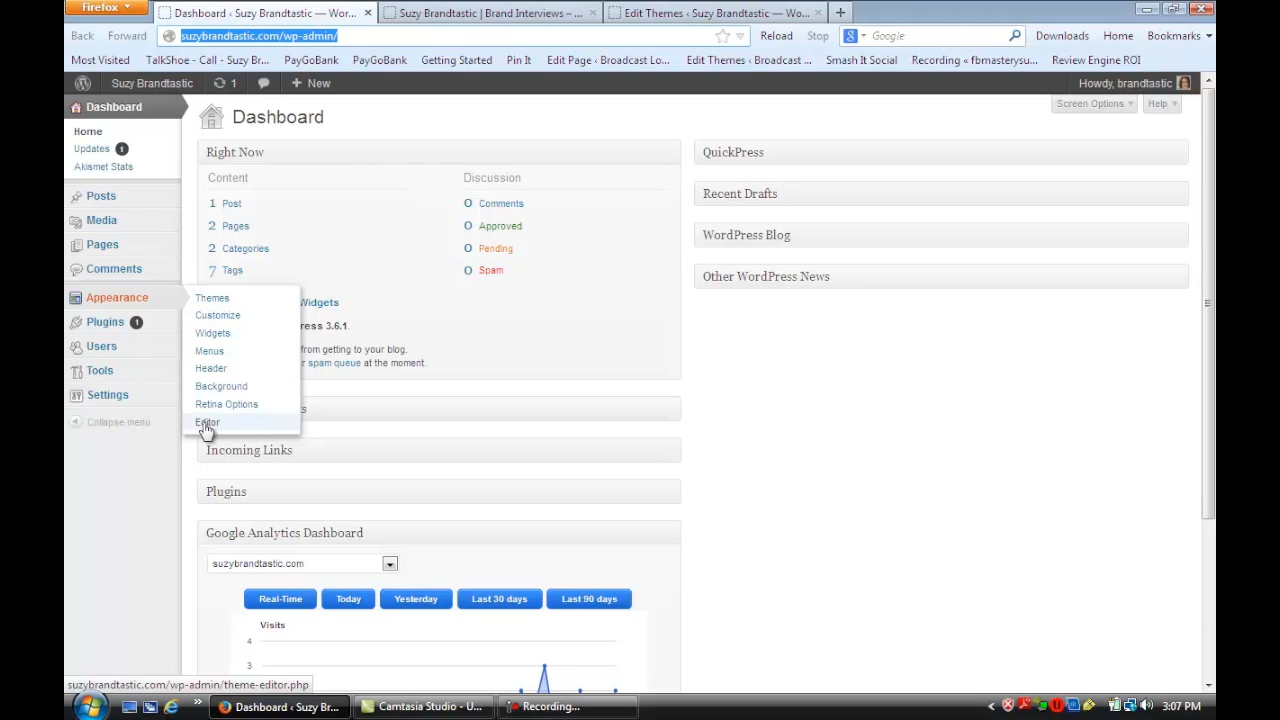 Firefox
Dashboard ‹ Suzy Brandtastic — Wor...
Suzy Brandtastic | Brand Interviews – ...
Edit Themes ‹ Suzy Brandtastic — Wo...
Back
Forward
suzybrandtastic.com/wp-admin/
Google
Reload
Stop
Downloads
Home
Bookmarks
Most Visited
TalkShoe - Call - Suzy Br...
PayGoBank
PayGoBank
Getting Started
Pin It
Edit Page ‹ Broadcast Lo...
Edit Themes ‹ Broadcast ...
Smash It Social
Recording « fbmasterysu...
Review Engine ROI
Suzy Brandtastic
1
+ New
Howdy, brandtastic
Dashboard
Home
Updates 1
Akismet Stats
Posts
Media
Pages
Comments
Appearance
Plugins 1
Users
Tools
Settings
Collapse menu
Themes
Customize
Widgets
Menus
Header
Background
Retina Options
Editor
Dashboard
Screen Options
Help
Right Now
Content
1 Post
2 Pages
2 Categories
7 Tags
Discussion
0 Comments
0 Approved
0 Pending
0 Spam
Widgets
ress 3.6.1.
from getting to your blog.
spam queue at the moment.
Incoming Links
Plugins
Google Analytics Dashboard
suzybrandtastic.com
Real-Time
Today
Yesterday
Last 30 days
Last 90 days
Visits
4
3
QuickPress
Recent Drafts
WordPress Blog
Other WordPress News
suzybrandtastic.com/wp-admin/theme-editor.php
Dashboard ‹ Suzy Br...
Camtasia Studio - U...
Recording...
3:07 PM